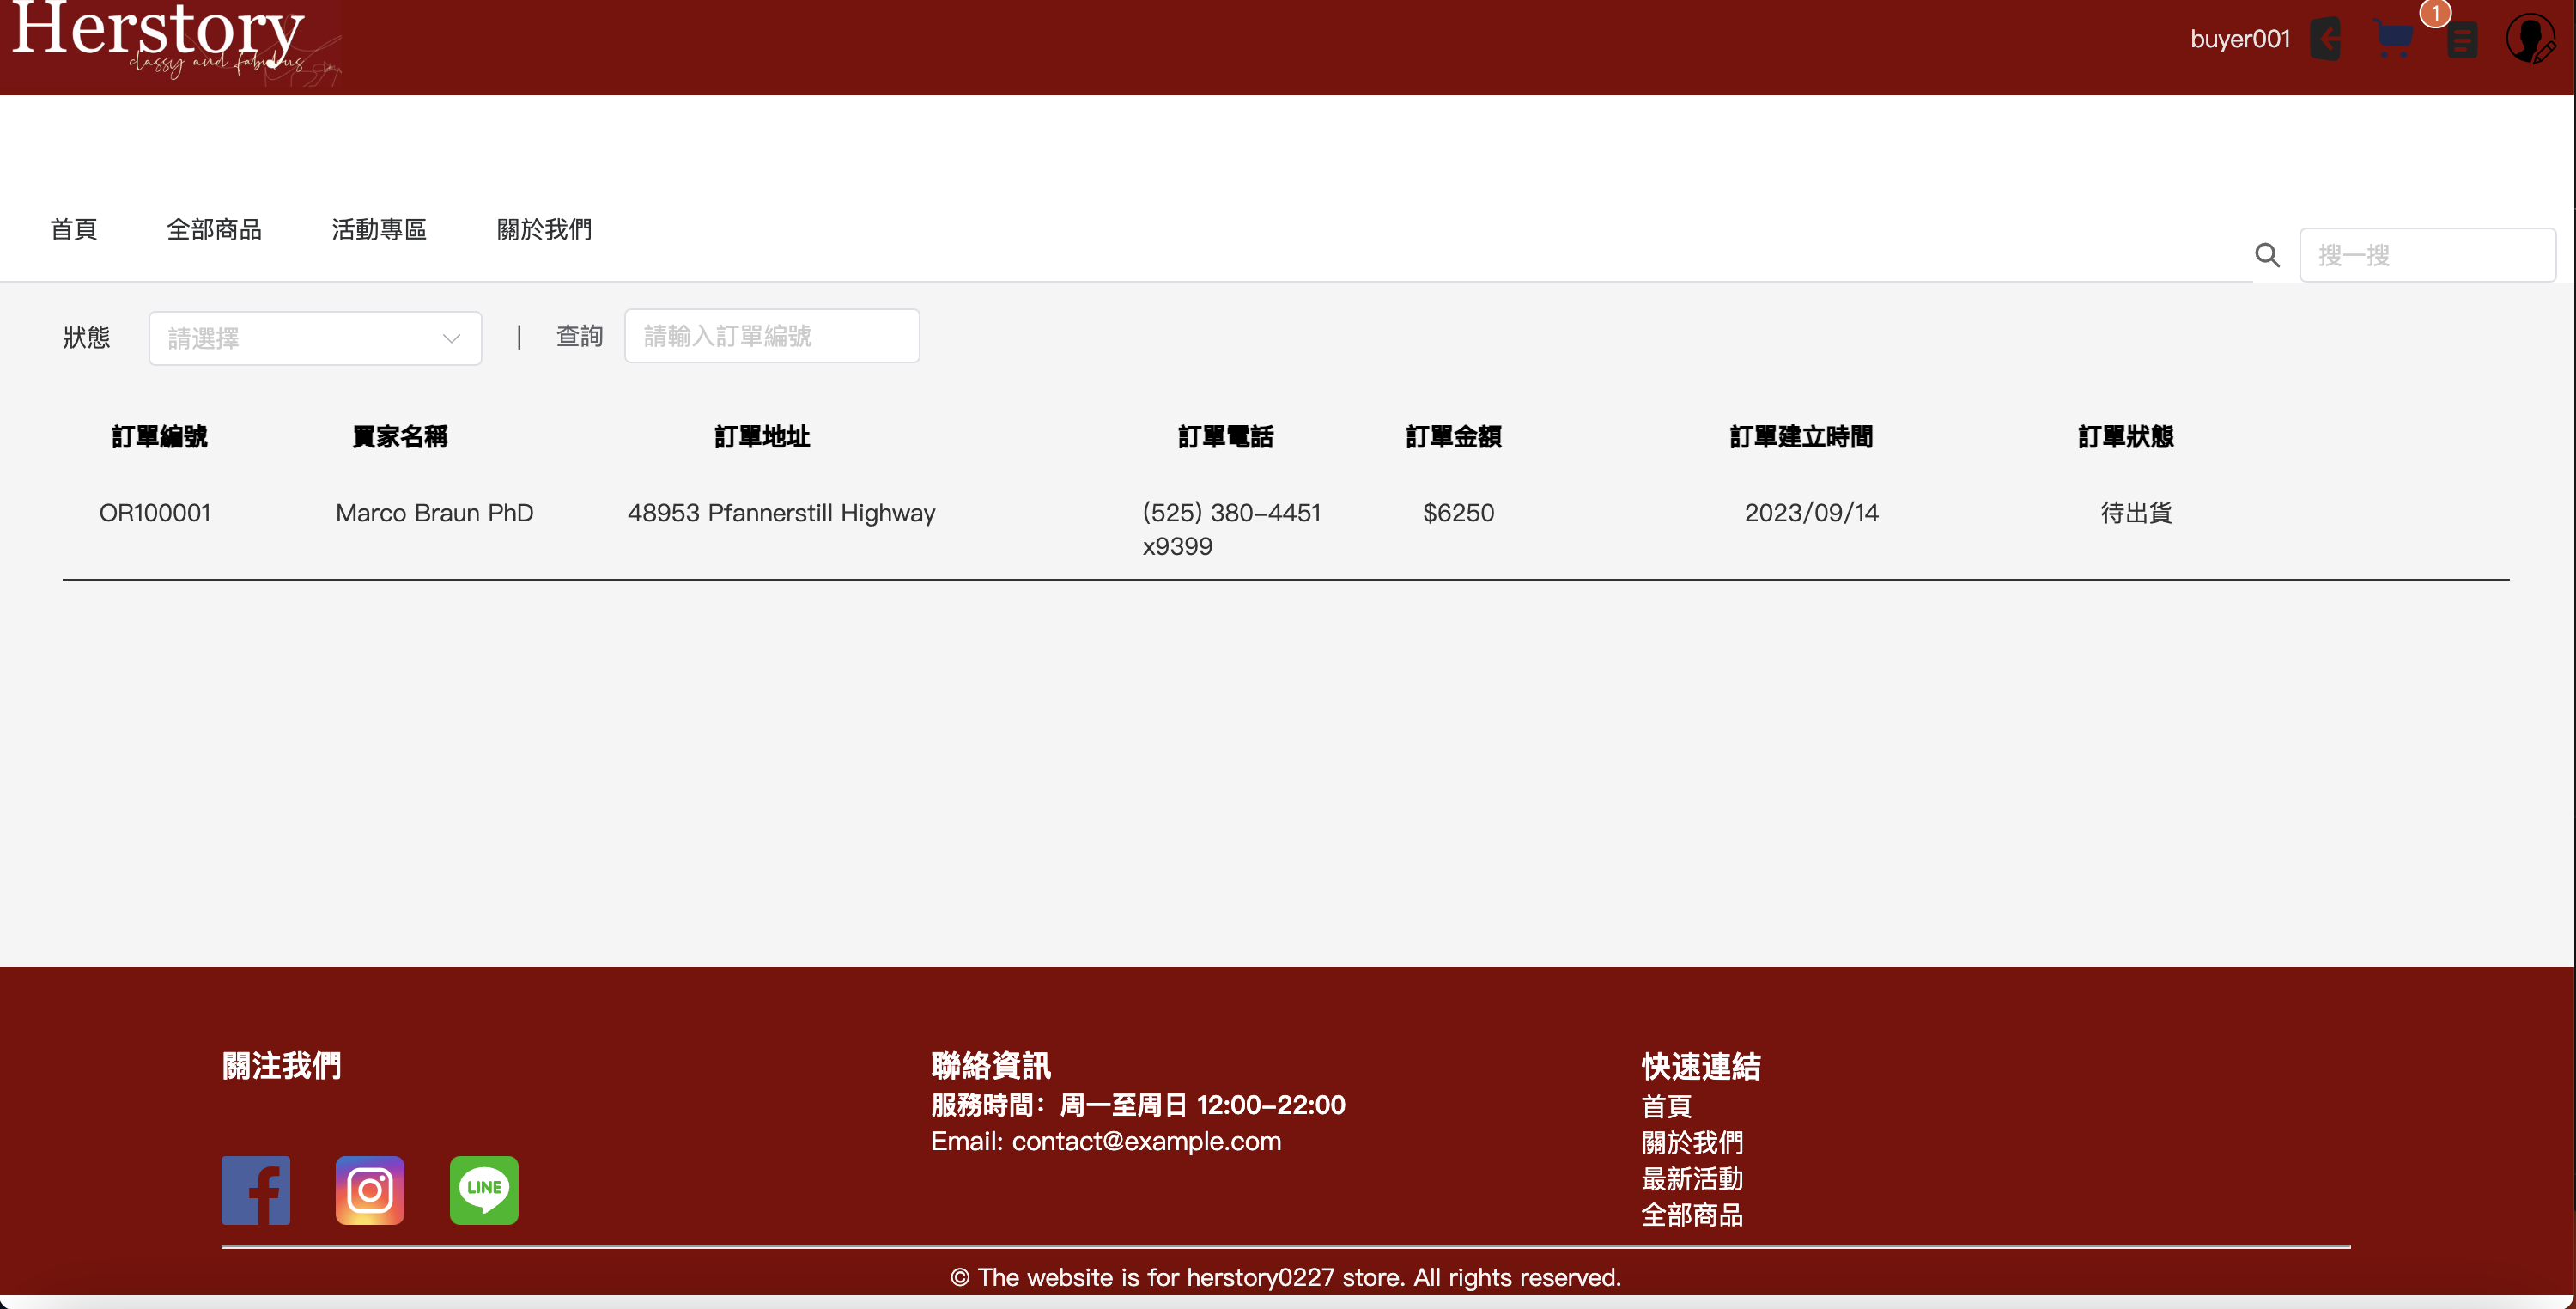 Herstory
classy and fabulous
buyer001
1
首頁 全部商品 活動專區 關於我們
搜一搜
狀態 請選擇 | 查詢 請輸入訂單編號
訂單編號 買家名稱 訂單地址 訂單電話 訂單金額 訂單建立時間 訂單狀態
OR100001 Marco Braun PhD 48953 Pfannerstill Highway (525) 380-4451 $6250 2023/09/14 待出貨
x9399
關注我們
LINE
聯絡資訊
服務時間：周一至周日 12:00-22:00
Email: contact@example.com
快速連結
首頁
關於我們
最新活動
全部商品
© The website is for herstory0227 store. All rights reserved.